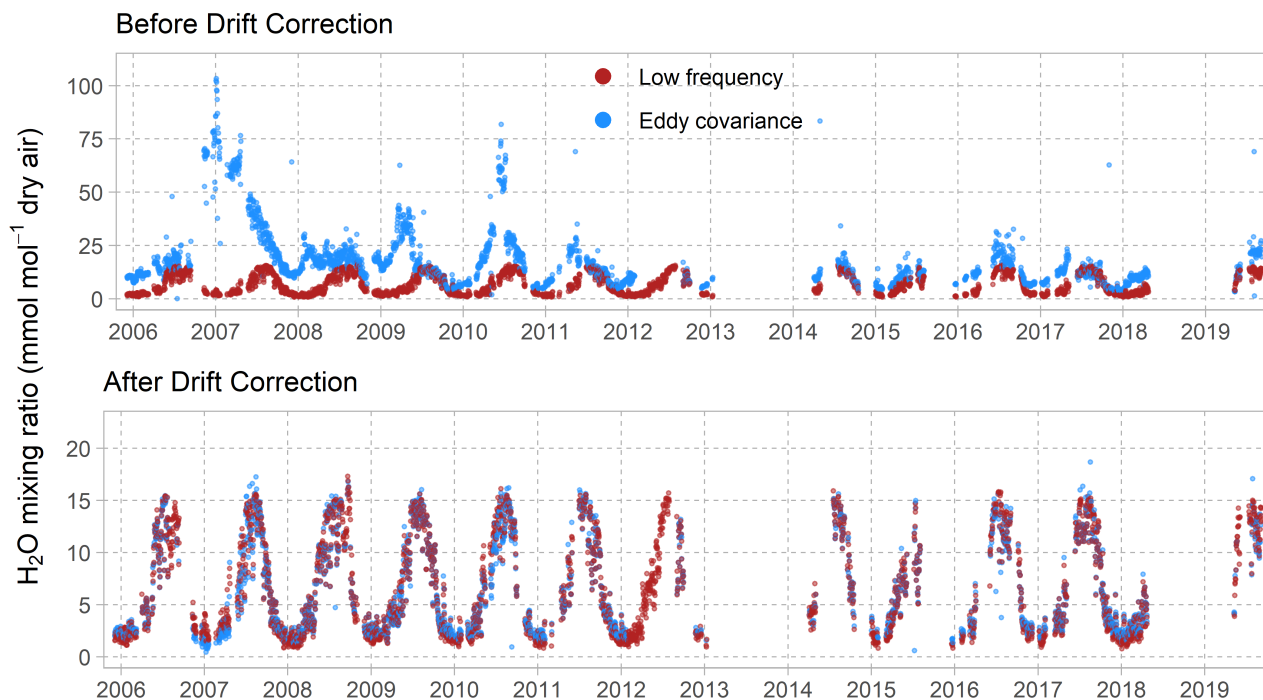 Before Drift Correction
Low frequency
Eddy covariance
100
75
50
25
0
2006 2007 2008 2009 2010 2011 2012 2013 2014 2015 2016 2017 2018 2019
H₂O mixing ratio (mmol mol⁻¹ dry air)
After Drift Correction
20
15
10
5
0
2006 2007 2008 2009 2010 2011 2012 2013 2014 2015 2016 2017 2018 2019